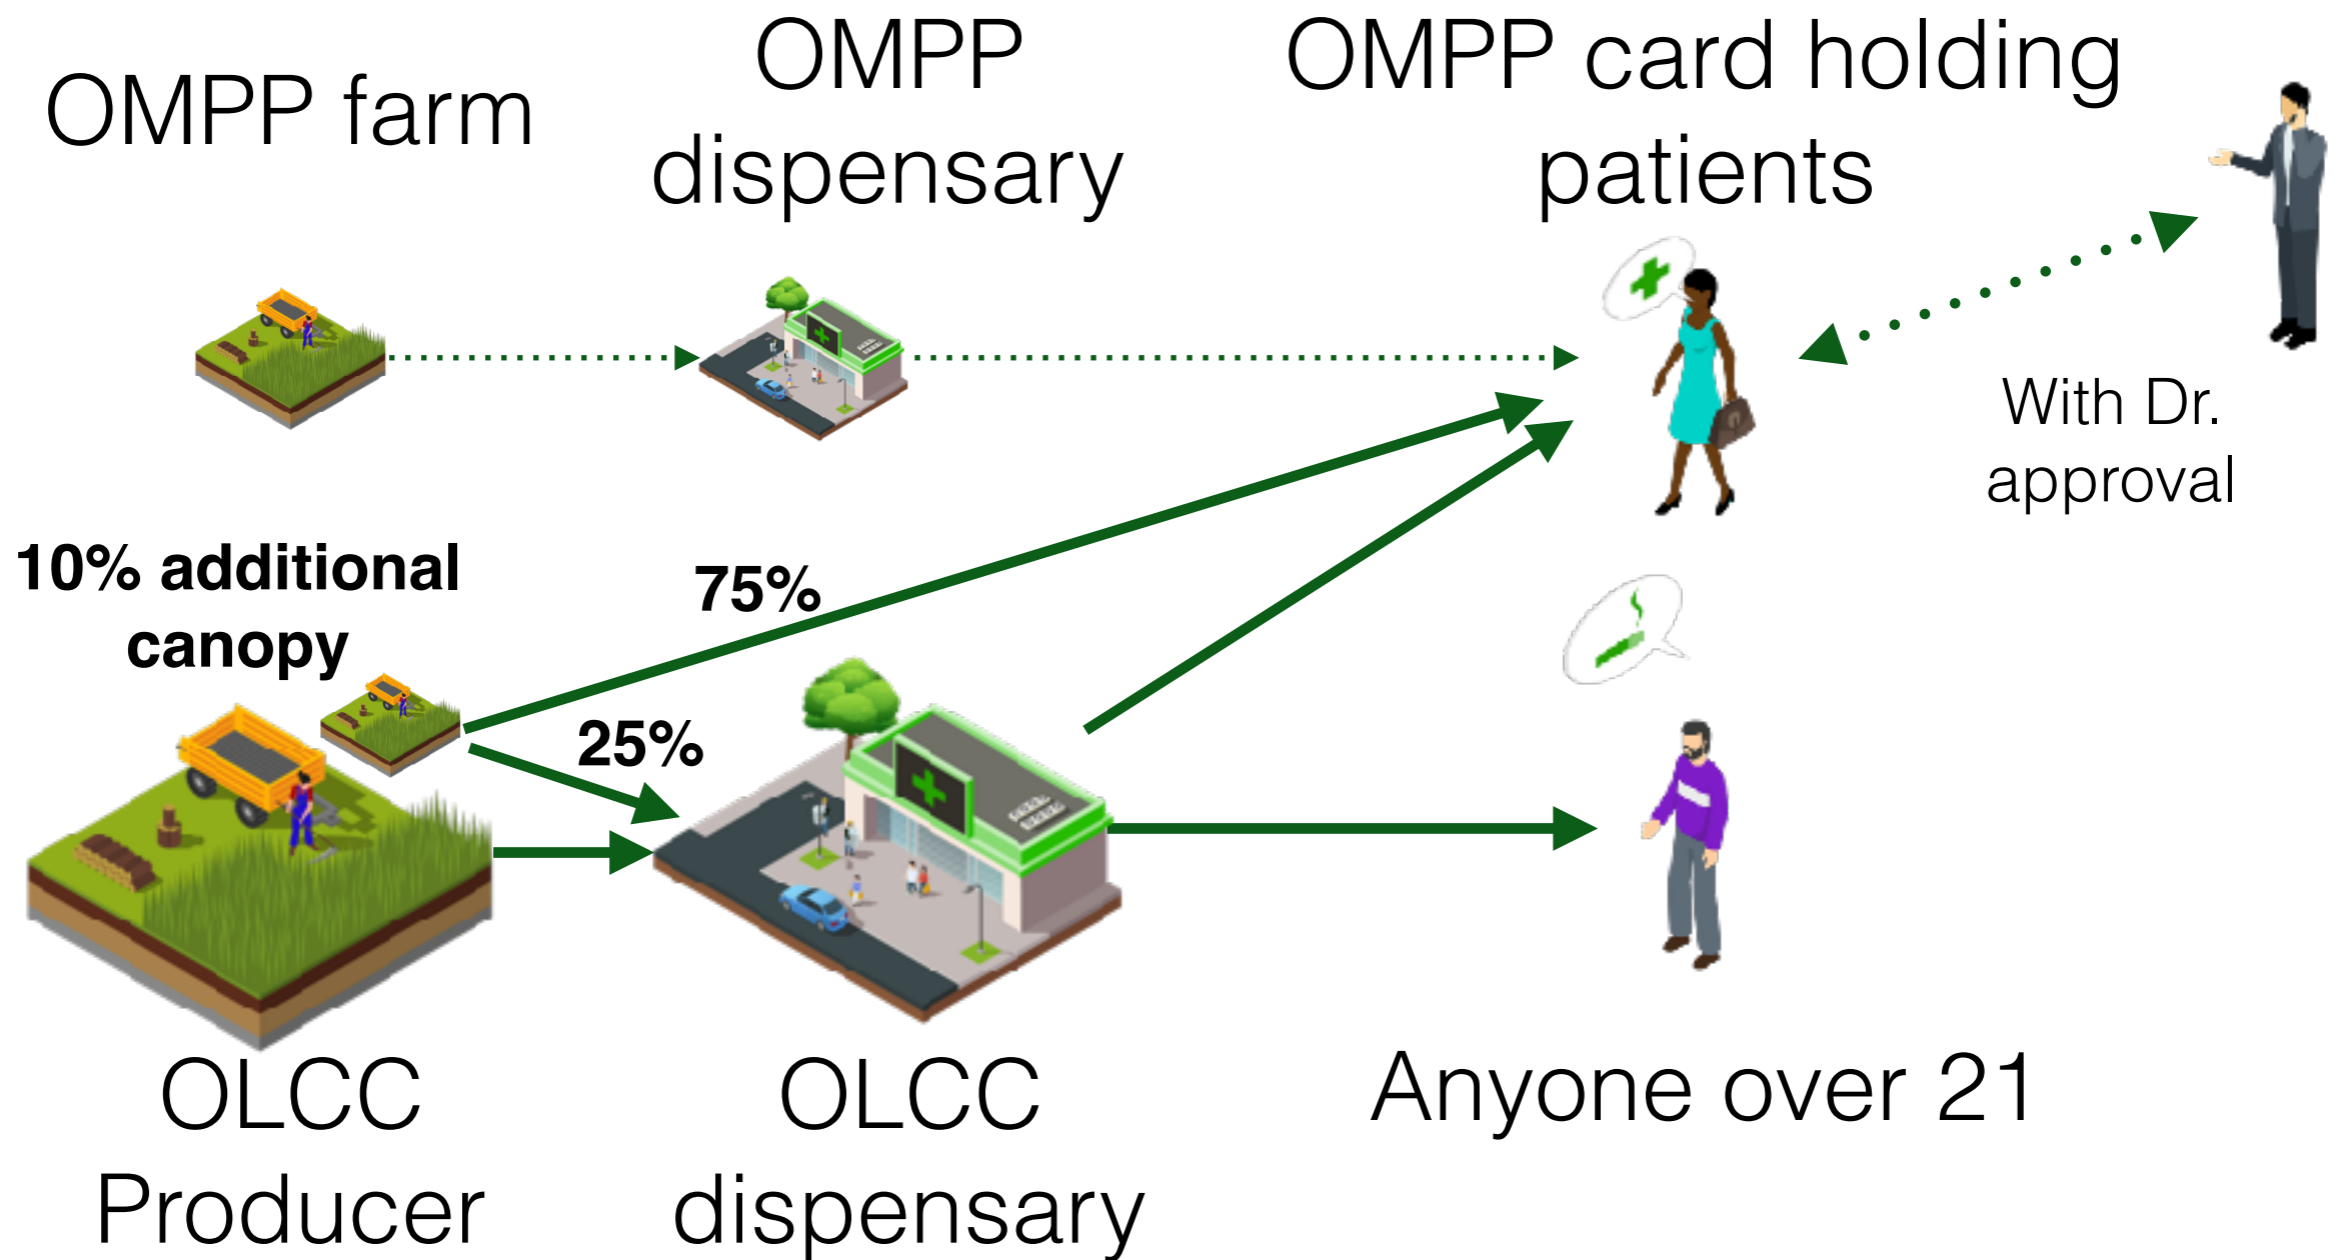 OMPP farm
OMPP
dispensary
OMPP card holding
patients
With Dr.
approval
10% additional
canopy
75%
25%
OLCC
Producer
OLCC
dispensary
Anyone over 21